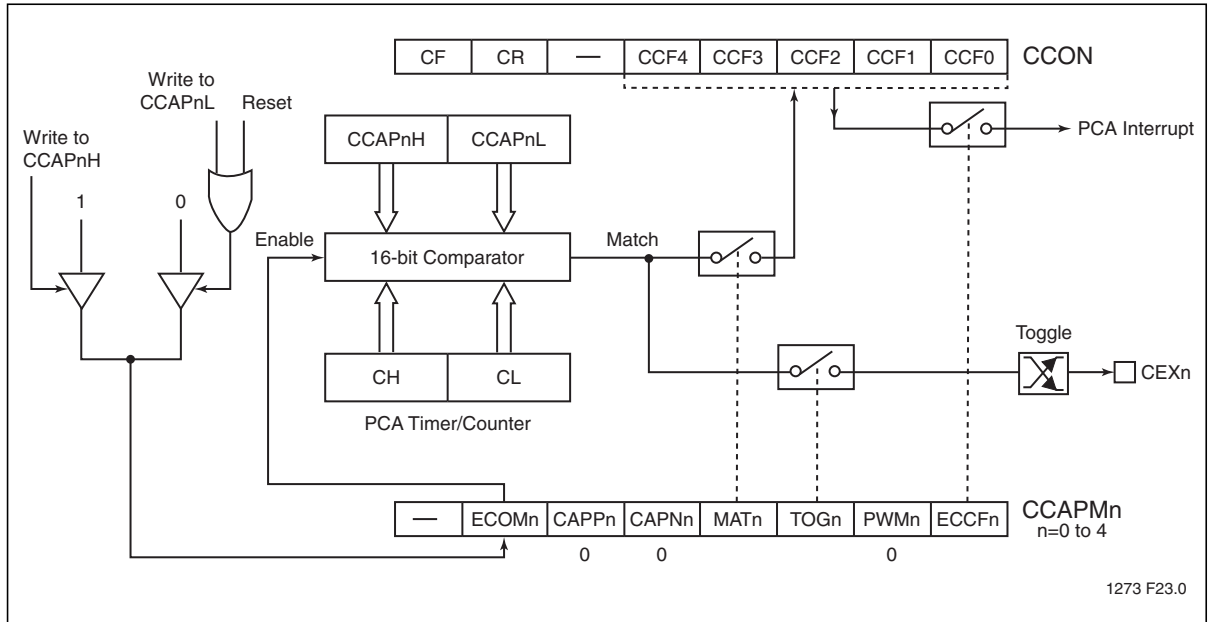 CF CR — CCF4 CCF3 CCF2 CCF1 CCF0 CCON
Write to
CCAPnL
Reset
Write to
CCAPnH
CCAPnH CCAPnL
PCA Interrupt
1 0
Enable
16-bit Comparator
Match
Toggle
CH CL
CEXn
PCA Timer/Counter
— ECOMn CAPPn CAPNn MATn TOGn PWMn ECCFn CCAPMn
n=0 to 4
0 0 0
1273 F23.0